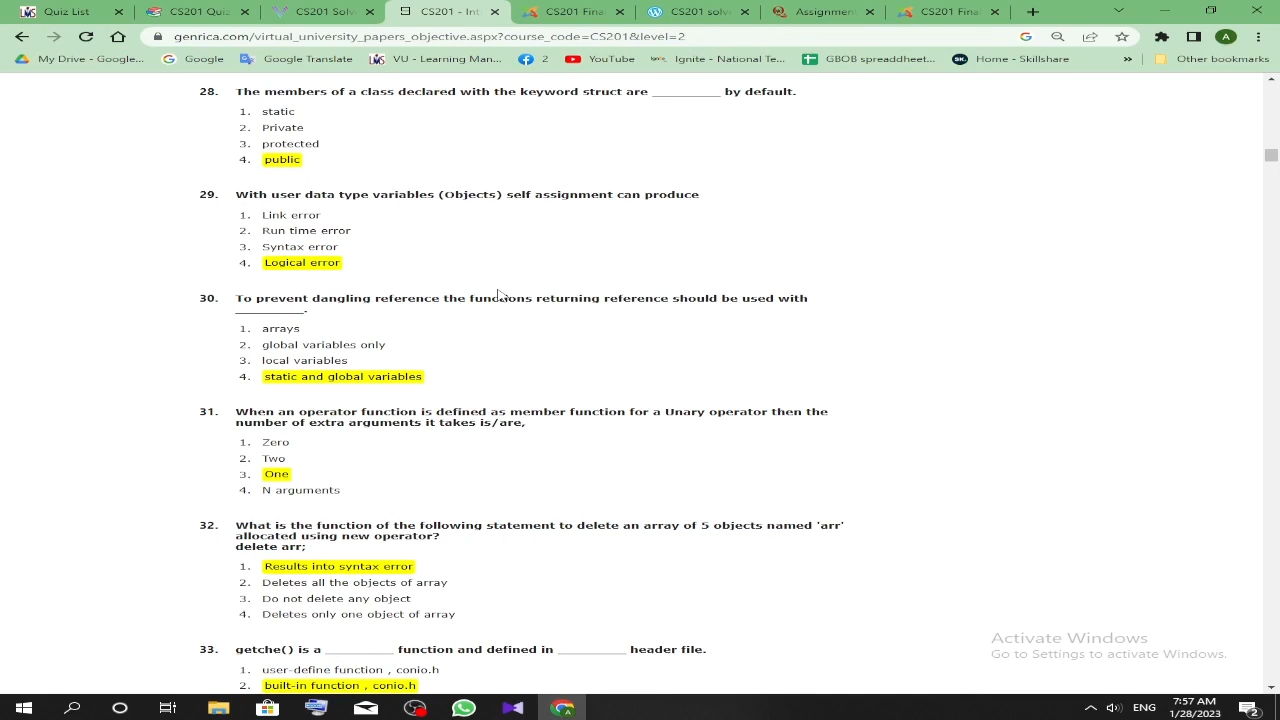 Quiz List
CS201 Quiz
CS201 Solv
CS201 - Int
CS201 Fina
CS201 solv
Assignmen
CS201 Fina
genrica.com/virtual_university_papers_objective.aspx?course_code=CS201&level=2
A
My Drive - Google...
Google
Google Translate
VU - Learning Man...
2
YouTube
Ignite - National Te...
GBOB spreaddheet...
SK.
Home - Skillshare
»
Other bookmarks
28. The members of a class declared with the keyword struct are __________ by default.
1. static
2. Private
3. protected
4. public
29. With user data type variables (Objects) self assignment can produce
1. Link error
2. Run time error
3. Syntax error
4. Logical error
30. To prevent dangling reference the functions returning reference should be used with
__________.
1. arrays
2. global variables only
3. local variables
4. static and global variables
31. When an operator function is defined as member function for a Unary operator then the
number of extra arguments it takes is/are,
1. Zero
2. Two
3. One
4. N arguments
32. What is the function of the following statement to delete an array of 5 objects named 'arr'
allocated using new operator?
delete arr;
1. Results into syntax error
2. Deletes all the objects of array
3. Do not delete any object
4. Deletes only one object of array
33. getche() is a __________ function and defined in __________ header file.
1. user-define function , conio.h
2. built-in function , conio.h
Activate Windows
Go to Settings to activate Windows.
ENG
7:57 AM
1/28/2023
2